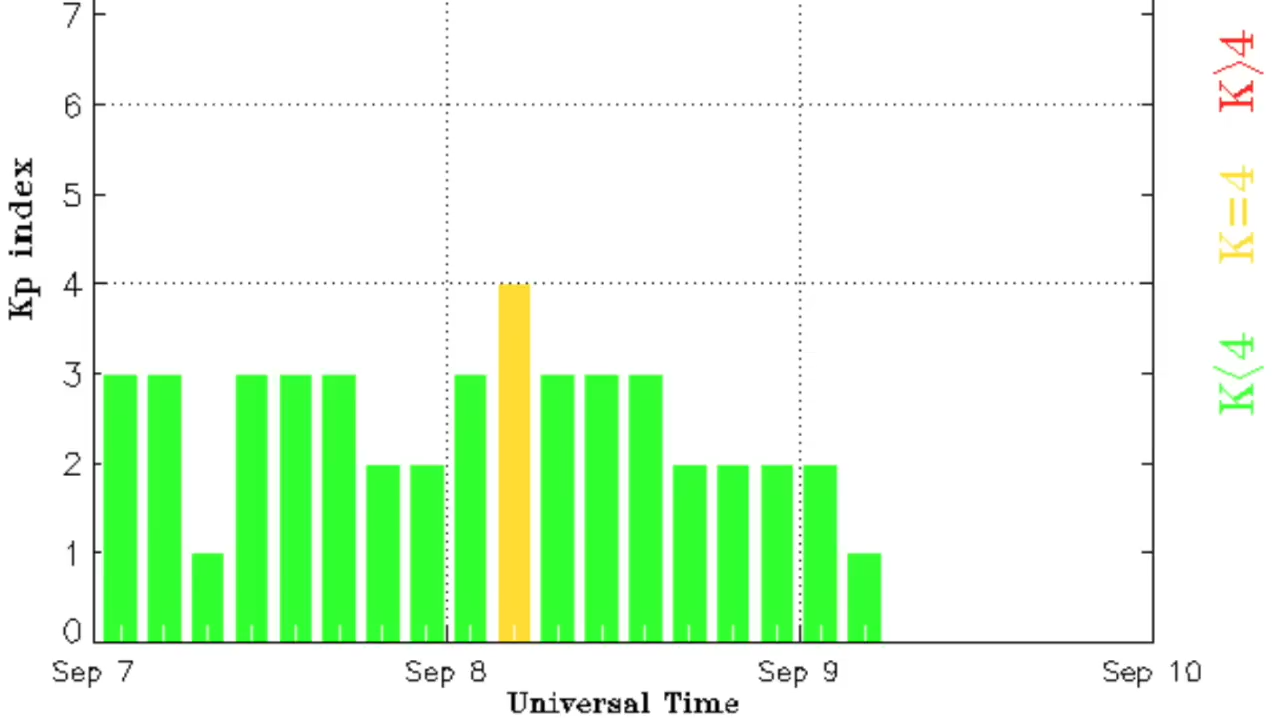 7
6
5
4
3
2
1
0
Kp index
Sep 7
Sep 8
Sep 9
Sep 10
Universal Time
K>4
K=4
K<4